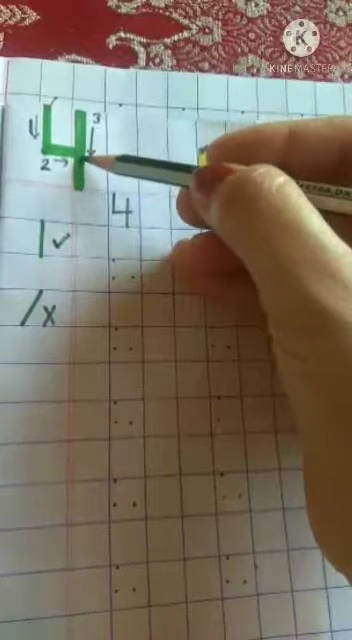 K
KINEMASTER
1 4 3
2
4
1 ✓
/ x